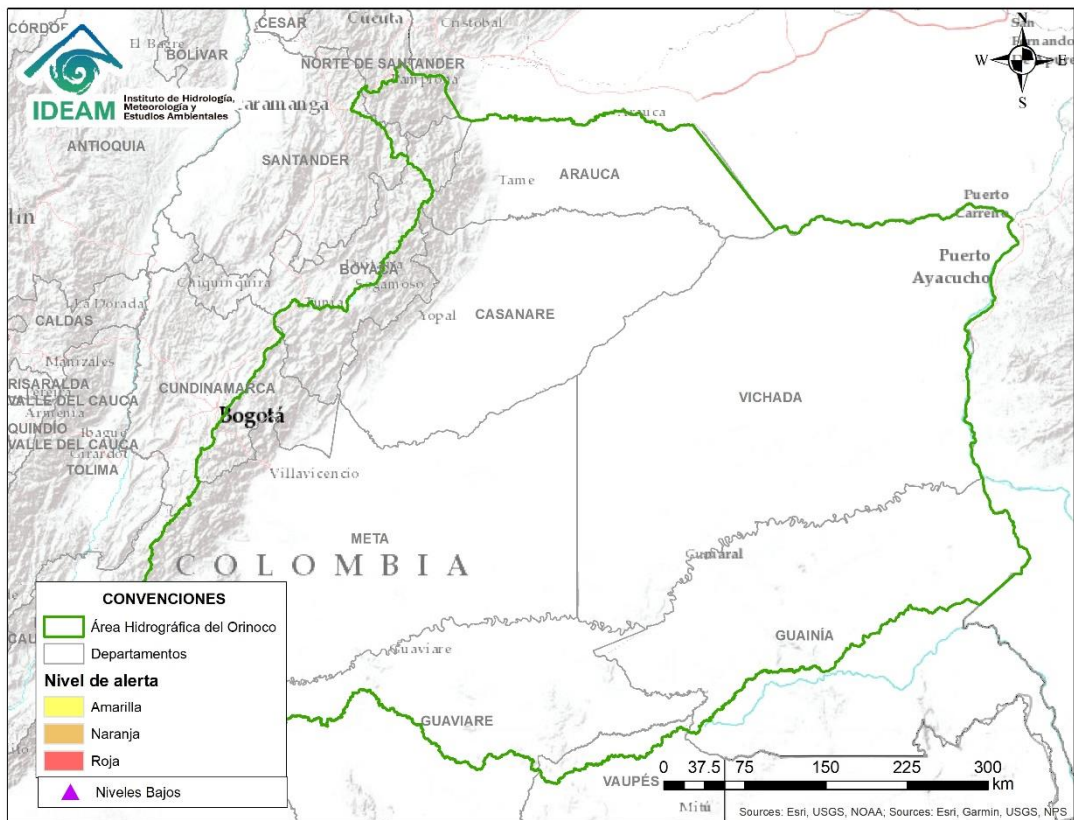 CESAR
Cucuta
Cristobal
El Bagre
BOLÍVAR
NORTE DE SANTANDER
IDEAM
Instituto de Hidrología,
Meteorología y
Estudios Ambientales
N
W
E
S
ANTIOQUIA
SANTANDER
Arauca
ARAUCA
Tame
Puerto
Carreño
Puerto
Ayacucho
BOYACÁ
Sogamoso
Chiquinquira
Tunja
La Dorada
CALDAS
Yopal
CASANARE
Manizales
RISARALDA
VALLE DEL CAUCA
Armenia
CUNDINAMARCA
VICHADA
Bogotá
QUINDÍO
VALLE DEL CAUCA
Ibague
Girardot
TOLIMA
Villavicencio
META
COLOMBIA
GUAINÍA
Guaviare
GUAVIARE
VAUPÉS
Mitú
CONVENCIONES
Área Hidrográfica del Orinoco
Departamentos
Nivel de alerta
Amarilla
Naranja
Roja
Niveles Bajos
0 37.5 75 150 225 300
km
Sources: Esri, USGS, NOAA; Sources: Esri, Garmin, USGS, NPS